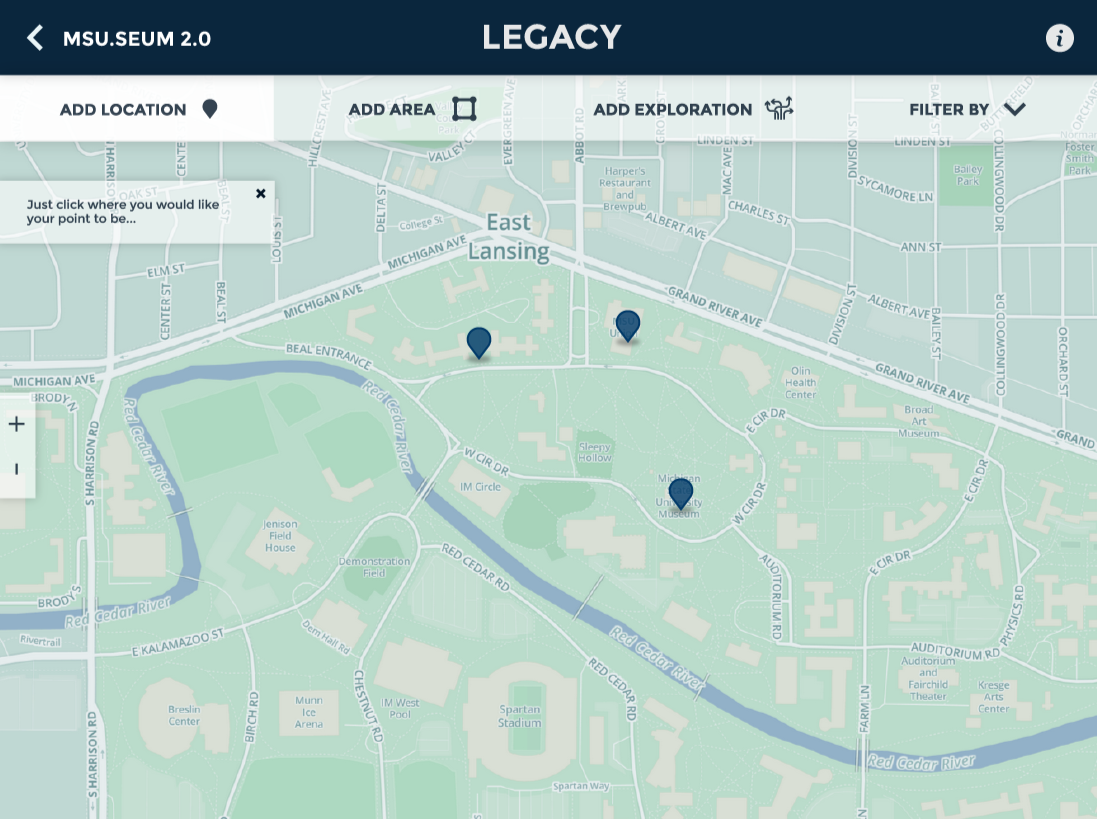 MSU.SEUM 2.0
LEGACY
i
ADD LOCATION
ADD AREA
ADD EXPLORATION
FILTER BY
Just click where you would like
your point to be...
HILLCREST AVE
VALLEY CT
Park
EVERGREEN AVE
ABBOT RD
LINDEN ST
MAC AVE
DIVISION ST
LINDEN ST
COLLINGWOOD DR
Norman
Foster
Smith
Park
Bailey
Park
SYCAMORE LN
Harper's
Restaurant
and
Brewpub
CHARLES ST
ALBERT AVE
ANN ST
OAK ST
BEAL ST
LOUIS ST
DELTA ST
College St
East
Lansing
MICHIGAN AVE
ELM ST
CENTER ST
BEAL ST
MICHIGAN AVE
GRAND RIVER AVE
DIVISION ST
ALBERT AVE
BAILEY ST
COLLINGWOOD DR
ORCHARD ST
BEAL ENTRANCE
MICHIGAN AVE
GRAND RIVER AVE
Olin
Health
Center
Broad
Art
Museum
GRAND
E CIR DR
Red Cedar River
Red Cedar River
S HARRISON RD
W CIR DR
Sleepy
Hollow
IM Circle
Michigan
University
Museum
W CIR DR
E CIR DR
Jenison
Field
House
Demonstration
Field
RED CEDAR RD
AUDITORIUM RD
E CIR DR
PHYSICS RD
Red Cedar River
Rivertrail
E KALAMAZOO ST
Dem Hall Rd
Red Cedar River
AUDITORIUM RD
Auditorium
and
Fairchild
Theater
Kresge
Arts
Center
RED CEDAR RD
CHESTNUT RD
BIRCH RD
S HARRISON RD
Breslin
Center
Munn
Ice
Arena
IM West
Pool
Spartan
Stadium
FARM LN
Red Cedar River
Spartan Way